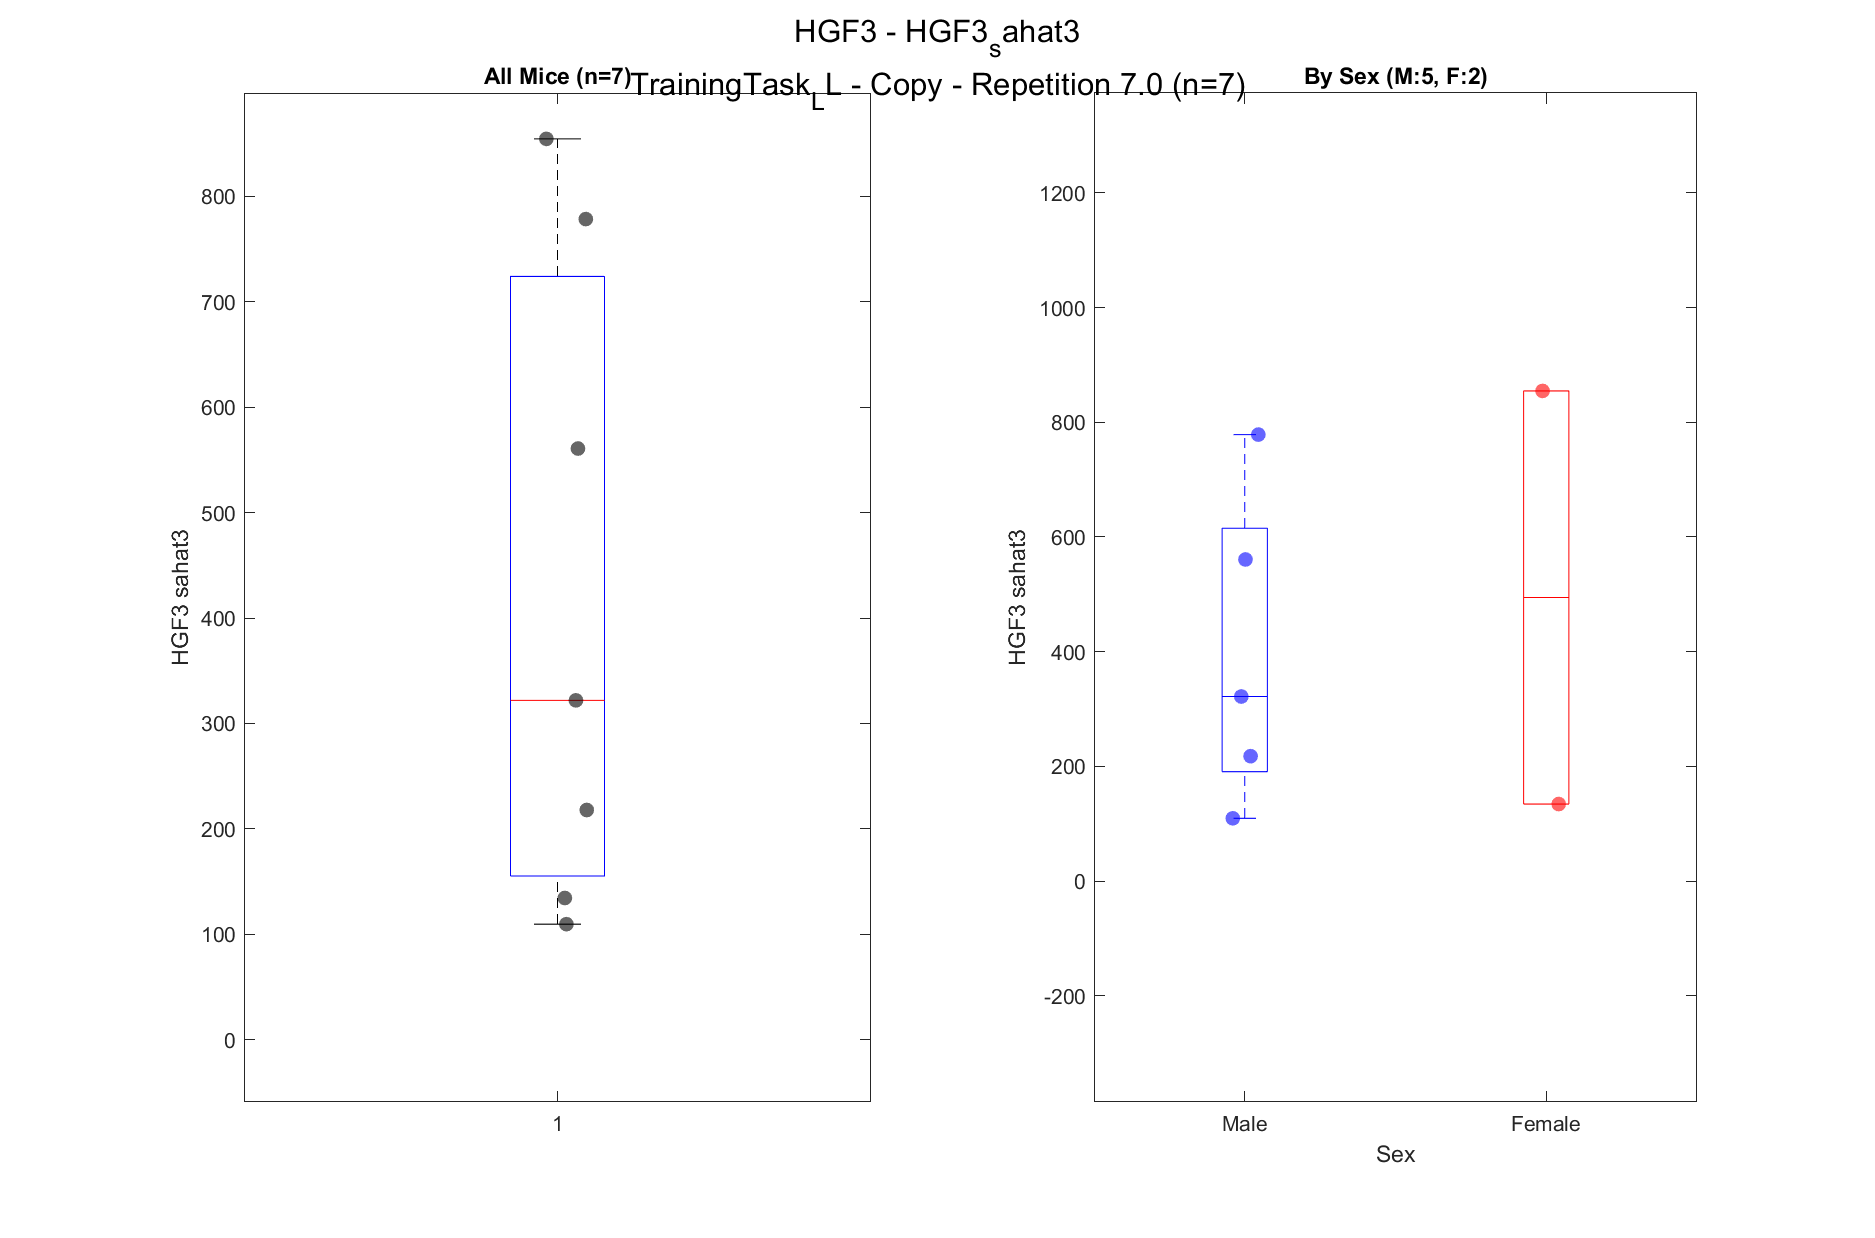 HGF3 - HGF3sahat3
TrainingTaskLL - Copy - Repetition 7.0 (n=7)
All Mice (n=7)
HGF3 sahat3
800
700
600
500
400
300
200
100
0
1
By Sex (M:5, F:2)
HGF3 sahat3
1200
1000
800
600
400
200
0
-200
Male Female
Sex